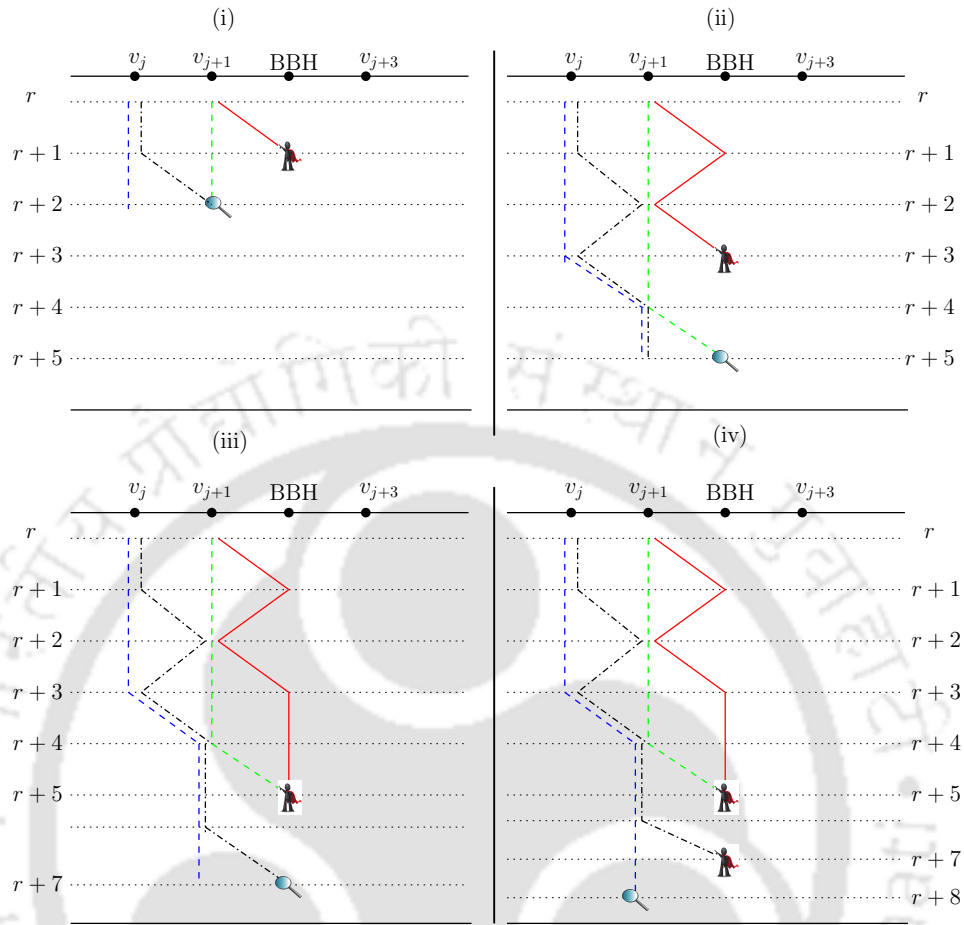 (i)
v_j v_{j+1} BBH v_{j+3}
r
r + 1
r + 2
r + 3
r + 4
r + 5
(ii)
v_j v_{j+1} BBH v_{j+3}
r
r + 1
r + 2
r + 3
r + 4
r + 5
(iii)
v_j v_{j+1} BBH v_{j+3}
r
r + 1
r + 2
r + 3
r + 4
r + 5
r + 7
(iv)
v_j v_{j+1} BBH v_{j+3}
r
r + 1
r + 2
r + 3
r + 4
r + 5
r + 7
r + 8